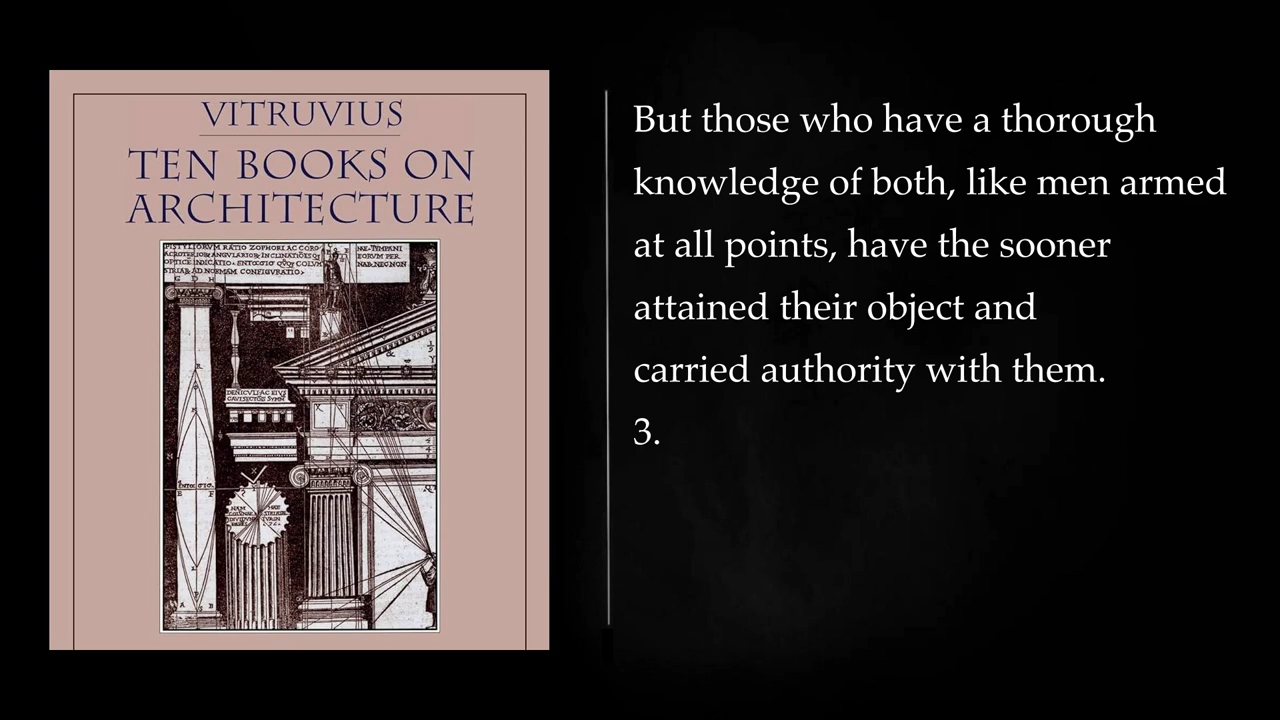 VITRUVIUS
TEN BOOKS ON
ARCHITECTURE
But those who have a thorough
knowledge of both, like men armed
at all points, have the sooner
attained their object and
carried authority with them.
3.